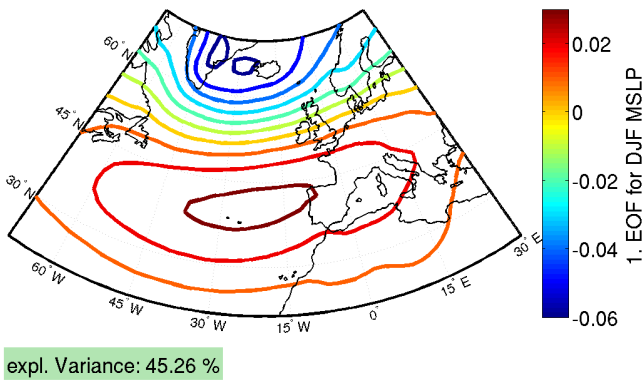 60°N
45°N
30°N
60°W
45°W
30°W
15°W
0°
15°E
30°E
0.02
0
-0.02
-0.04
-0.06
1. EOF for DJF MSLP
expl. Variance: 45.26 %